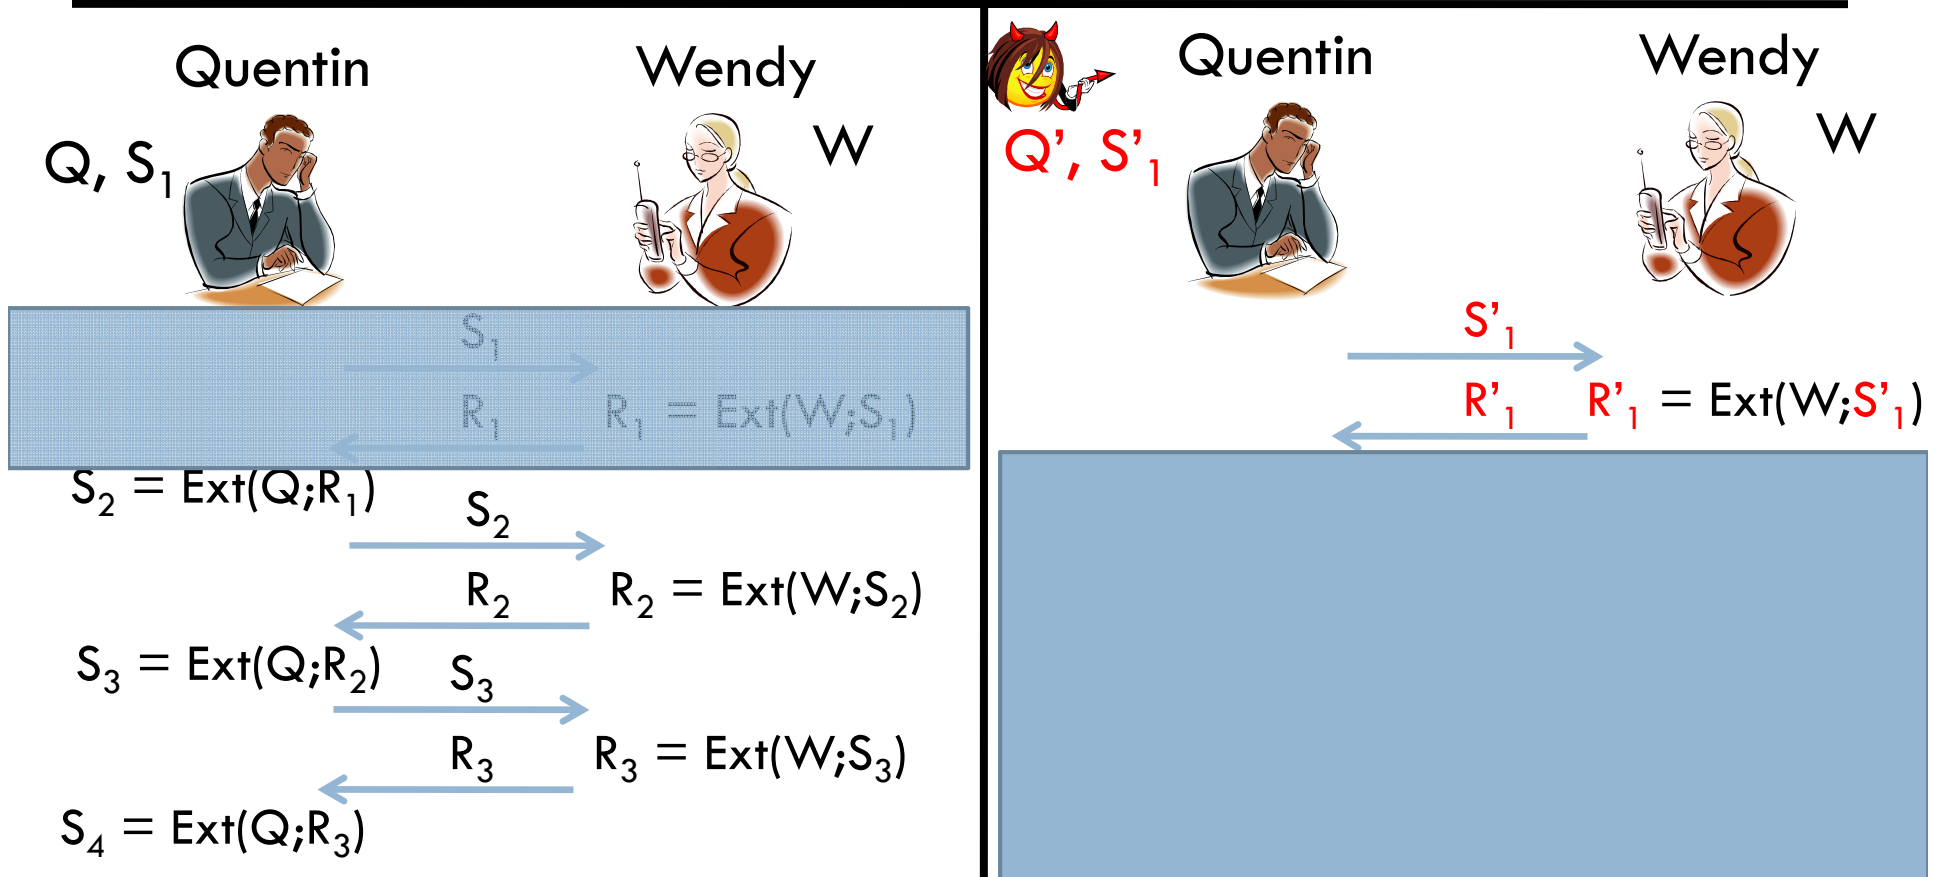 Quentin Wendy
Q, S₁ W
S₁
R₁ R₁ = Ext(W;S₁)
S₂ = Ext(Q;R₁)
S₂
R₂ R₂ = Ext(W;S₂)
S₃ = Ext(Q;R₂)
S₃
R₃ R₃ = Ext(W;S₃)
S₄ = Ext(Q;R₃)
Quentin Wendy
Q’, S’₁ W
S’₁
R’₁ R’₁ = Ext(W;S’₁)